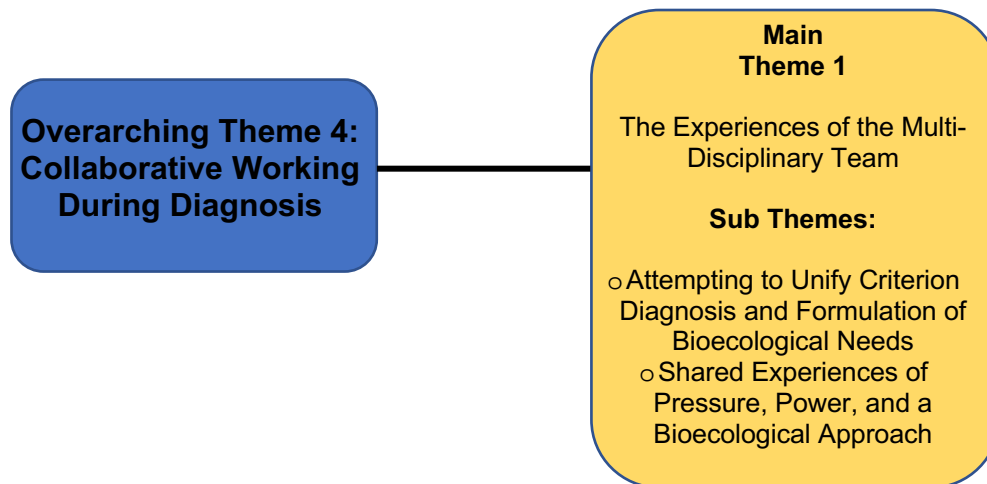 Overarching Theme 4:
Collaborative Working
During Diagnosis
Main
Theme 1
The Experiences of the Multi-
Disciplinary Team
Sub Themes:
o Attempting to Unify Criterion
Diagnosis and Formulation of
Bioecological Needs
o Shared Experiences of
Pressure, Power, and a
Bioecological Approach